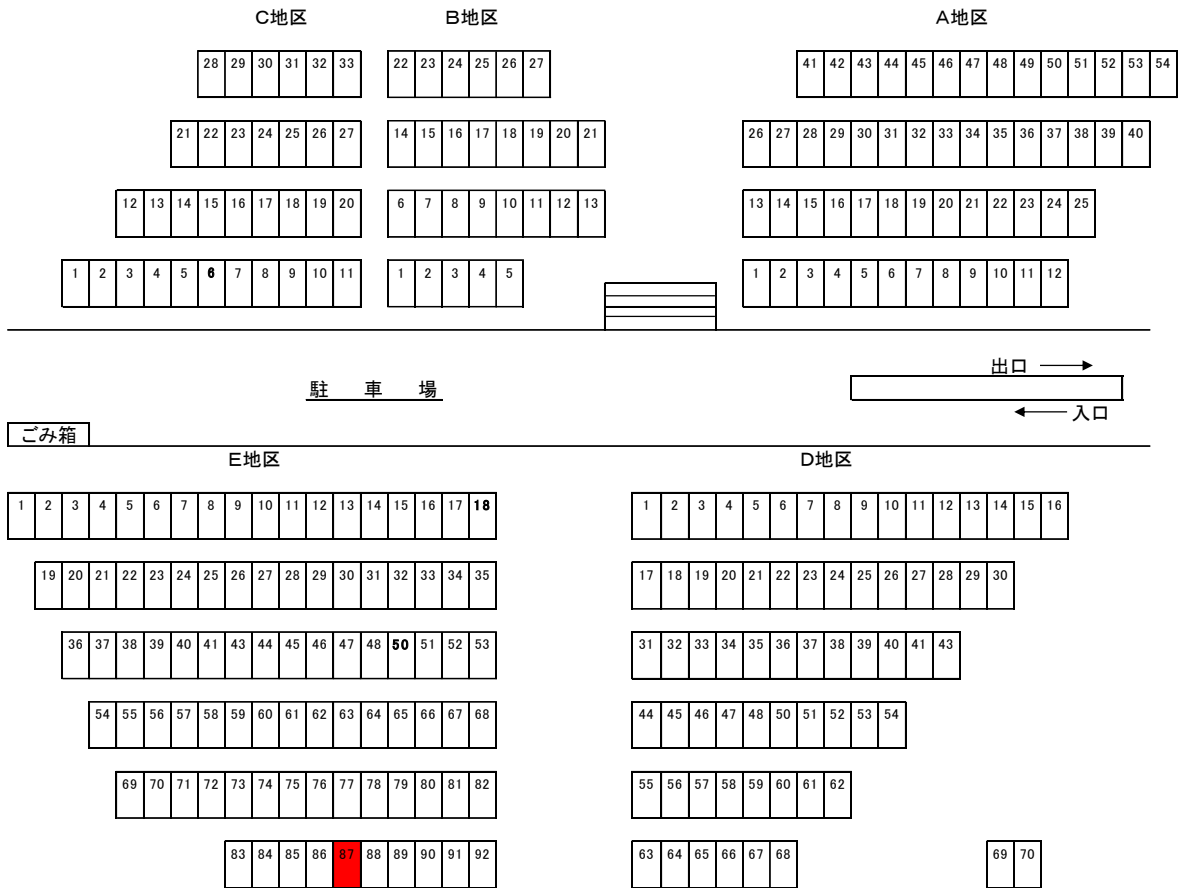 C地区 B地区 A地区
28 29 30 31 32 33 22 23 24 25 26 27 41 42 43 44 45 46 47 48 49 50 51 52 53 54
21 22 23 24 25 26 27 14 15 16 17 18 19 20 21 26 27 28 29 30 31 32 33 34 35 36 37 38 39 40
12 13 14 15 16 17 18 19 20 6 7 8 9 10 11 12 13 13 14 15 16 17 18 19 20 21 22 23 24 25
1 2 3 4 5 6 7 8 9 10 11 1 2 3 4 5 1 2 3 4 5 6 7 8 9 10 11 12
出口 →
駐 車 場
← 入口
ごみ箱
E地区 D地区
1 2 3 4 5 6 7 8 9 10 11 12 13 14 15 16 17 18 1 2 3 4 5 6 7 8 9 10 11 12 13 14 15 16
19 20 21 22 23 24 25 26 27 28 29 30 31 32 33 34 35 17 18 19 20 21 22 23 24 25 26 27 28 29 30
36 37 38 39 40 41 43 44 45 46 47 48 50 51 52 53 31 32 33 34 35 36 37 38 39 40 41 43
54 55 56 57 58 59 60 61 62 63 64 65 66 67 68 44 45 46 47 48 50 51 52 53 54
69 70 71 72 73 74 75 76 77 78 79 80 81 82 55 56 57 58 59 60 61 62
83 84 85 86 87 88 89 90 91 92 63 64 65 66 67 68 69 70